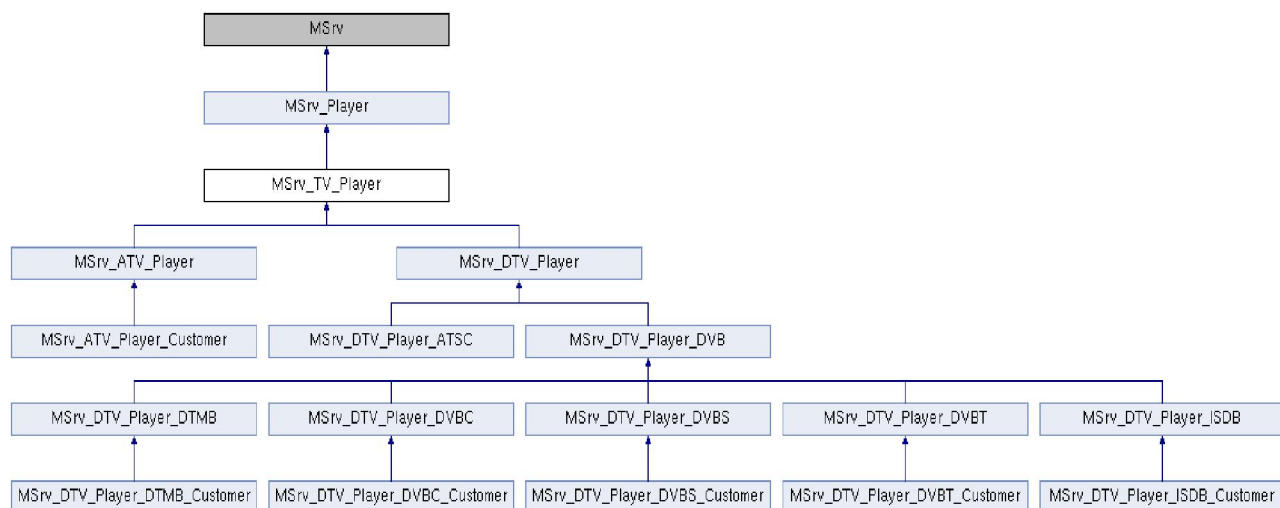 MSrv
MSrv_Player
MSrv_TV_Player
MSrv_ATV_Player
MSrv_DTV_Player
MSrv_ATV_Player_Customer
MSrv_DTV_Player_ATSC
MSrv_DTV_Player_DVB
MSrv_DTV_Player_DTMB
MSrv_DTV_Player_DVBC
MSrv_DTV_Player_DVBS
MSrv_DTV_Player_DVBT
MSrv_DTV_Player_ISDB
MSrv_DTV_Player_DTMB_Customer
MSrv_DTV_Player_DVBC_Customer
MSrv_DTV_Player_DVBS_Customer
MSrv_DTV_Player_DVBT_Customer
MSrv_DTV_Player_ISDB_Customer